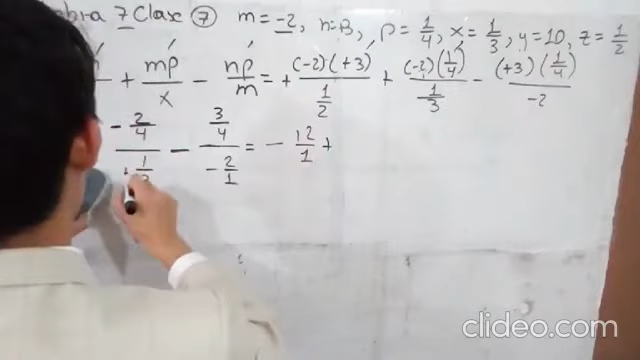 bra 7 Clase 7 m = -2, n=3, p = 1/4, x = 1/3, y = 10, z = 1/2
+ mp/x - np/m = + (-2)(+3)/(1/2) + (-2)(1/4)/(1/3) - (+3)(1/4)/-2
(-2/4)/(+1/) - (3/4)/(-2/1) = - 12/1 +
clideo.com